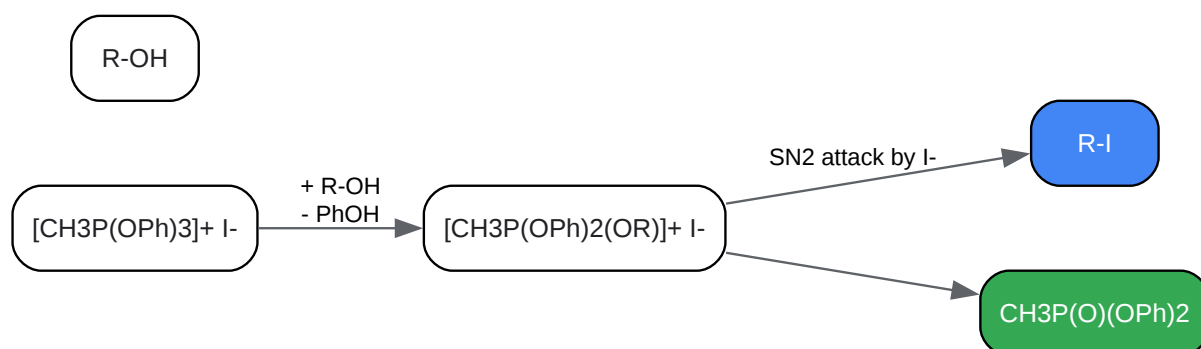 R-OH
R-I
SN2 attack by I-
+ R-OH
- PhOH
[CH3P(OPh)3]+ I-
[CH3P(OPh)2(OR)]+ I-
CH3P(O)(OPh)2